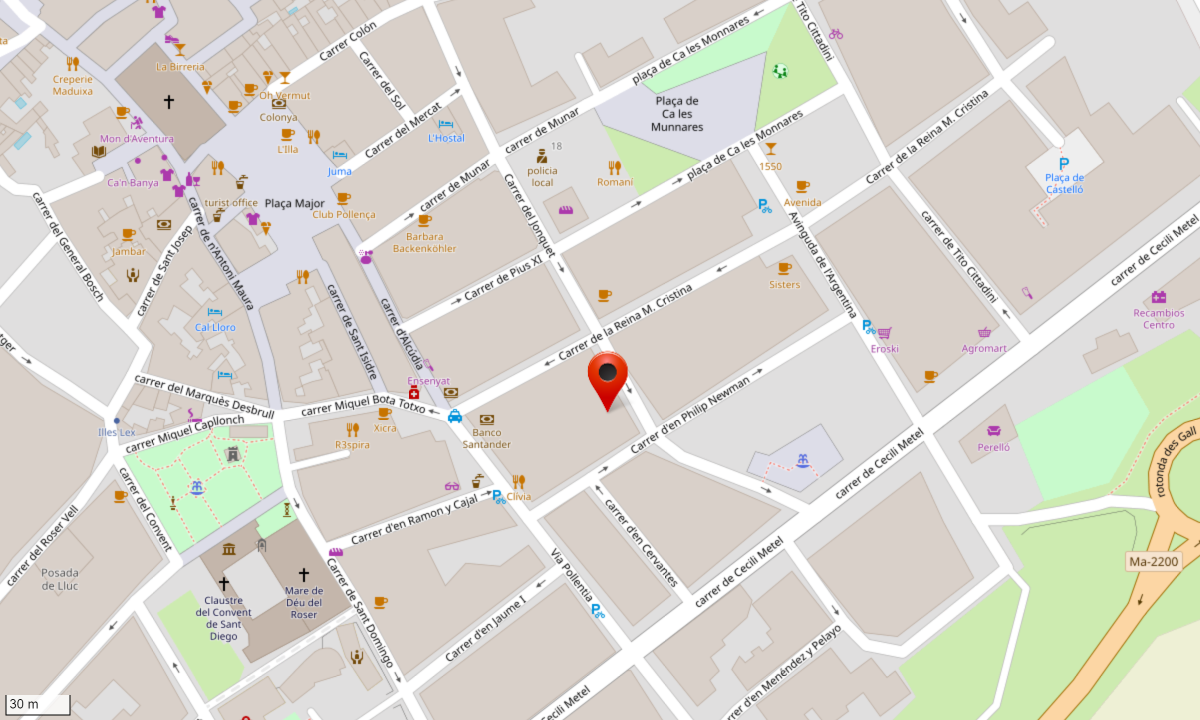 Carrer Colón
Tito Cittadini
plaça de Ca les Monnares
Creperie
Maduixa
La Birreria
Oh Vermut
Colonya
Carrer del Sol
Carrer del Mercat
L'Hostal
carrer de Munar
Plaça de
Ca les
Munnares
plaça de Ca les Monnares
18
policia
local
Romaní
1550
Avenida
carrer de la Reina M. Cristina
Plaça de
Castelló
Mon d'Aventura
L'Illa
Juma
Ca'n Banya
turist office
Plaça Major
Club Pollença
carrer de Munar
Barbara
Backenköhler
Carrer del Jonquet
Avinguda de l'Argentina
carrer de Tito Cittadini
carrer de Cecili Metel
carrer del General Bosch
carrer de Sant Josep
Jambar
carrer de n'Antoni Maura
Cal Lloro
carrer de Sant Isidre
carrer d'Alcúdia
Carrer de Pius XI
Carrer de la Reina M. Cristina
Sisters
Eroski
Agromart
Recambios
Centro
Ensenyat
carrer del Marquès Desbrull
carrer Miquel Bota Totxo
carrer Miquel Capllonch
Illes Lex
R3spira
Xicra
Banco
Santander
Carrer d'en Philip Newman
Perelló
carrer de Cecili Metel
rotonda des Gall
Clivia
Carrer d'en Ramon y Cajal
carrer del Convent
carrer del Roser Vell
Posada
de Lluc
Claustre
del Convent
de Sant
Diego
Mare de
Déu del
Roser
Carrer de Sant Domingo
Via Pollentia
carrer d'en Cervantes
carrer de Cecili Metel
Carrer d'en Jaume I
Ma-2200
carrer d'en Menéndez y Pelayo
carrer de Cecili Metel
30 m